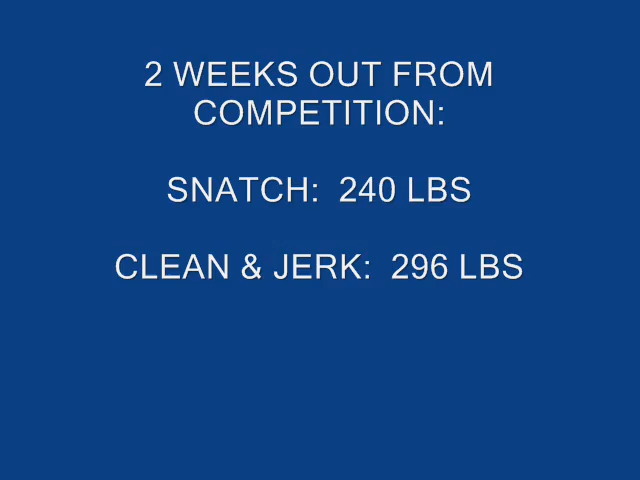 2 WEEKS OUT FROM
COMPETITION:
SNATCH:  240 LBS
CLEAN & JERK:  296 LBS